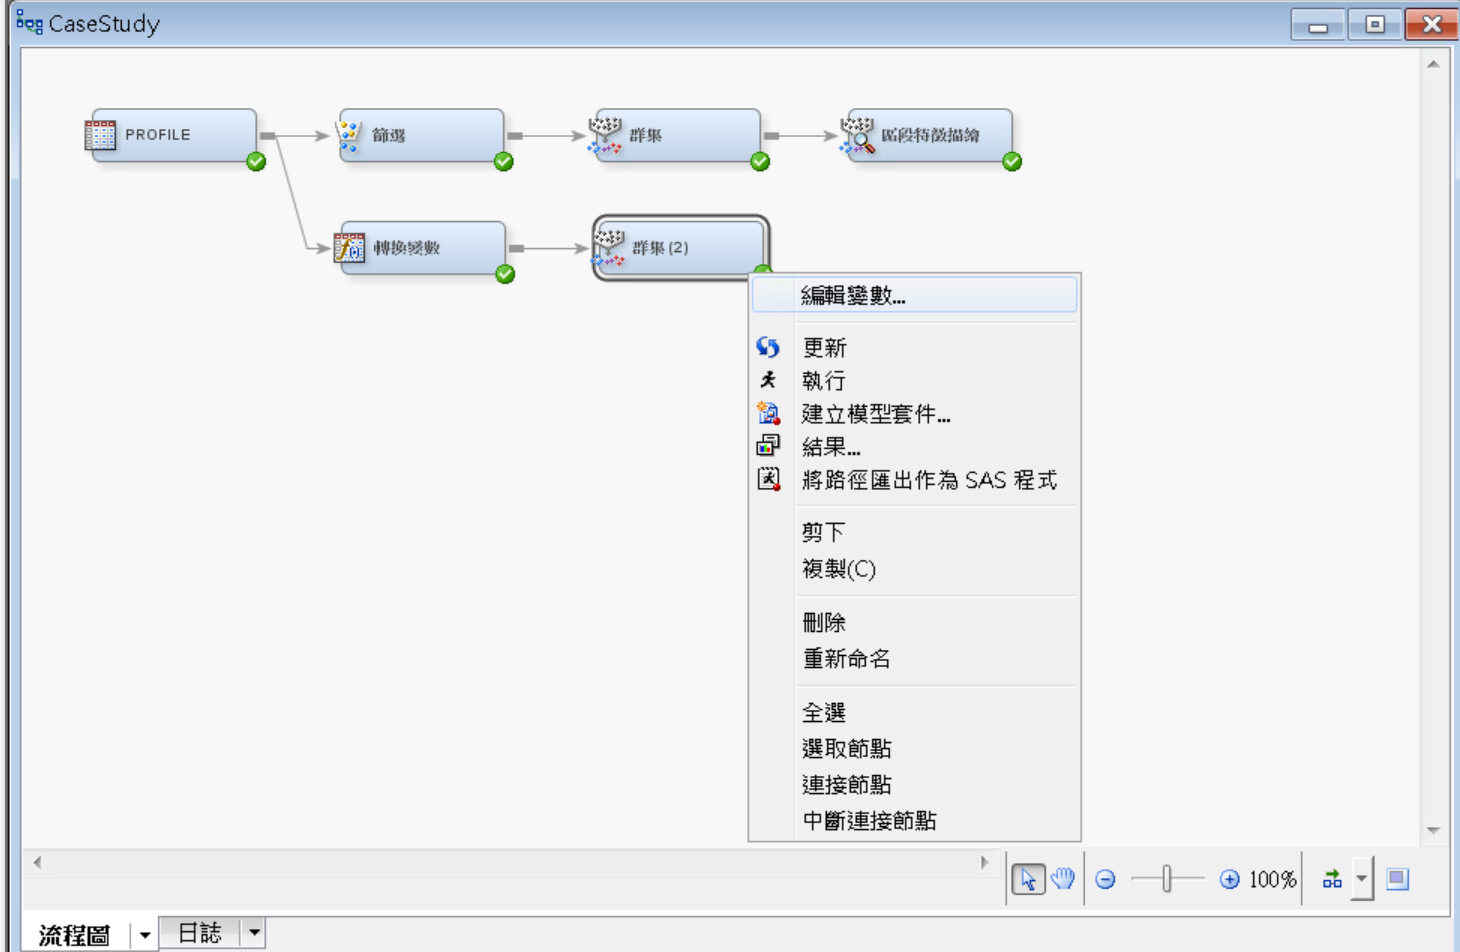 CaseStudy
PROFILE
篩選
群集
區段特徵描繪
轉換變數
群集 (2)
編輯變數...
更新
執行
建立模型套件...
結果...
將路徑匯出作為 SAS 程式
剪下
複製(C)
刪除
重新命名
全選
選取節點
連接節點
中斷連接節點
100%
流程圖
日誌